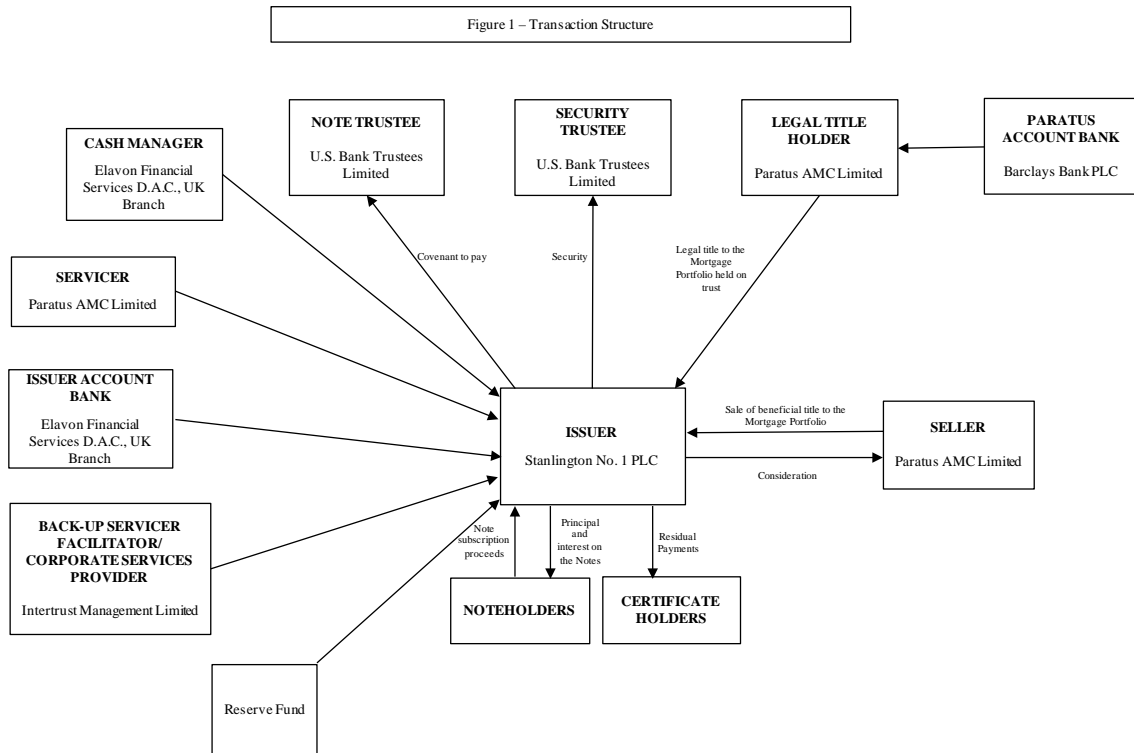 Figure 1 – Transaction Structure
NOTE TRUSTEE
U.S. Bank Trustees
Limited
SECURITY
TRUSTEE
U.S. Bank Trustees
Limited
LEGAL TITLE
HOLDER
Paratus AMC Limited
PARATUS
ACCOUNT BANK
Barclays Bank PLC
CASH MANAGER
Elavon Financial
Services D.A.C., UK
Branch
Covenant to pay
Security
Legal title to the
Mortgage
Portfolio held on
trust
SERVICER
Paratus AMC Limited
ISSUER ACCOUNT
BANK
Elavon Financial
Services D.A.C., UK
Branch
ISSUER
Stanlington No. 1 PLC
Sale of beneficial title to the
Mortgage Portfolio
Consideration
SELLER
Paratus AMC Limited
BACK-UP SERVICER
FACILITATOR/
CORPORATE SERVICES
PROVIDER
Intertrust Management Limited
Note
subscription
proceeds
Principal
and
interest on
the Notes
Residual
Payments
NOTEHOLDERS
CERTIFICATE
HOLDERS
Reserve Fund